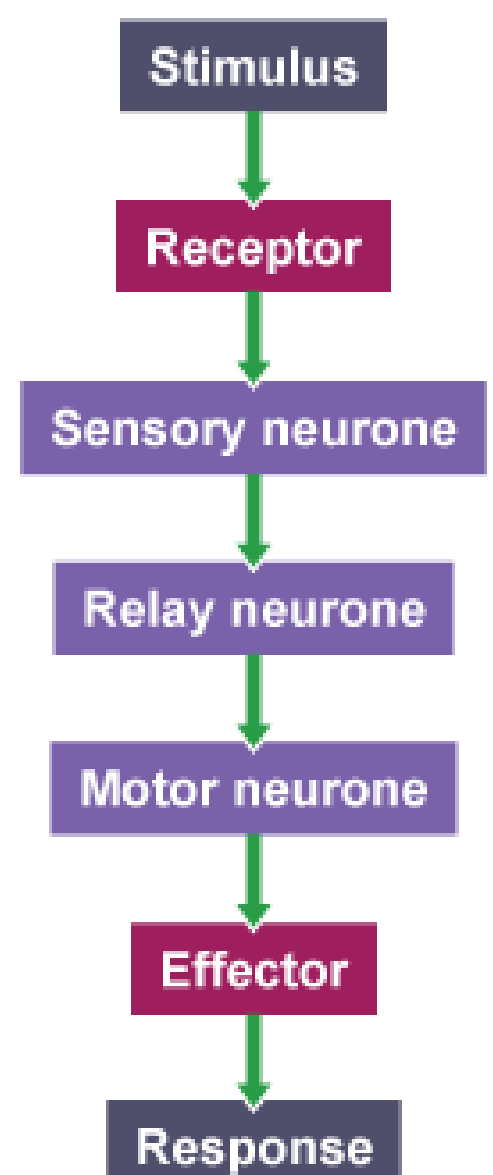 Stimulus
Receptor
Sensory neurone
Relay neurone
Motor neurone
Effector
Response